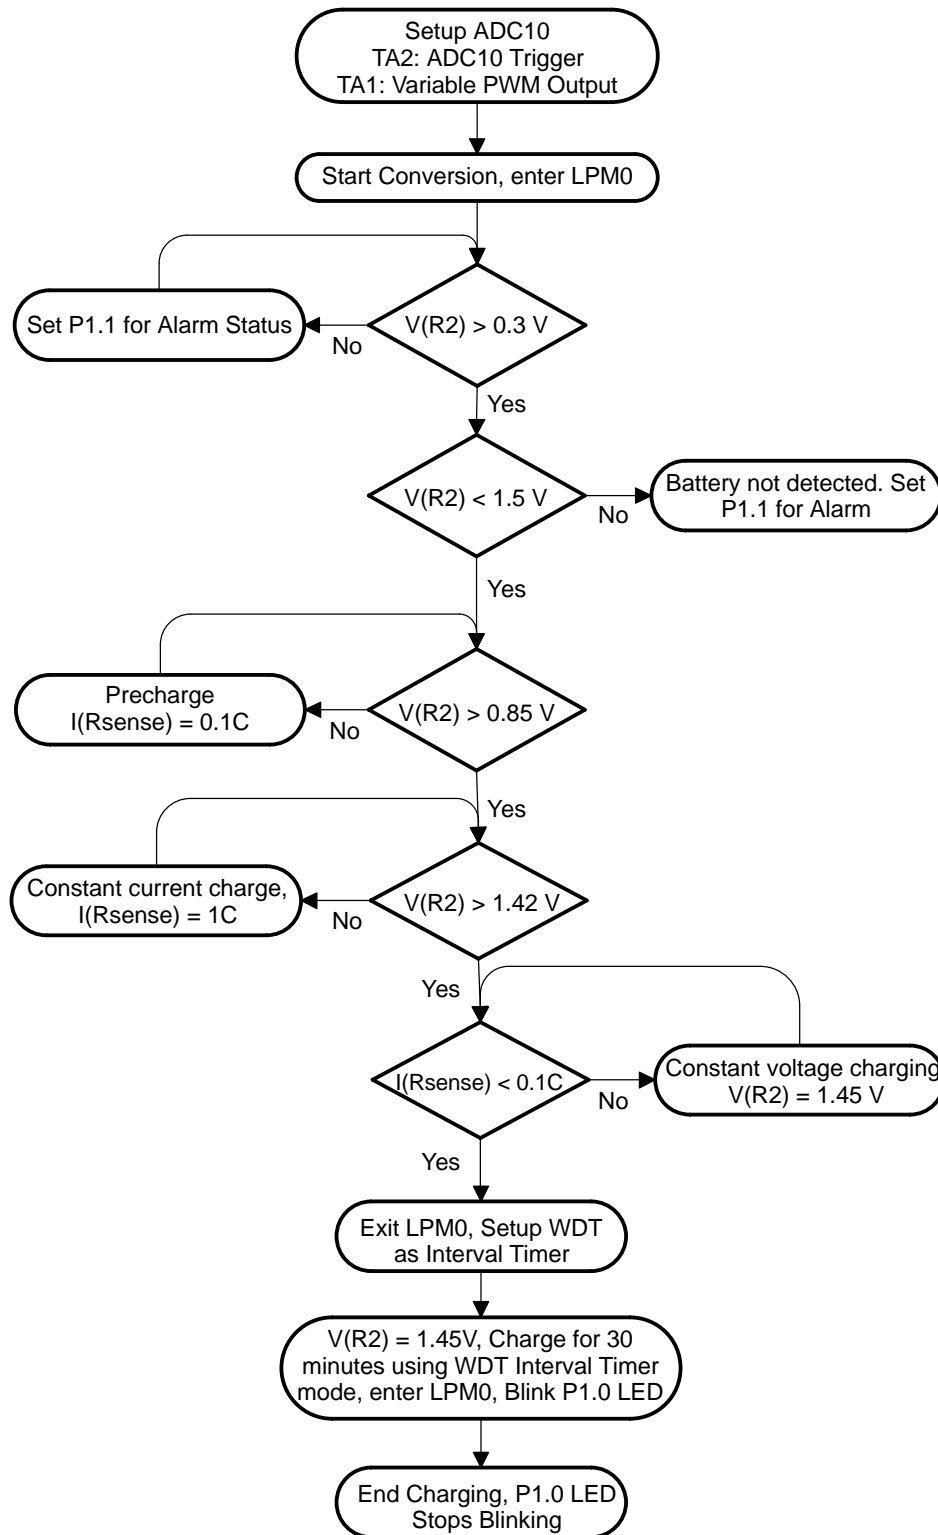 Setup ADC10
TA2: ADC10 Trigger
TA1: Variable PWM Output
Start Conversion, enter LPM0
V(R2) > 0.3 V
No
Set P1.1 for Alarm Status
Yes
V(R2) < 1.5 V
No
Battery not detected. Set
P1.1 for Alarm
Yes
V(R2) > 0.85 V
No
Precharge
I(Rsense) = 0.1C
Yes
V(R2) > 1.42 V
No
Constant current charge,
I(Rsense) = 1C
Yes
I(Rsense) < 0.1C
No
Constant voltage charging
V(R2) = 1.45 V
Yes
Exit LPM0, Setup WDT
as Interval Timer
V(R2) = 1.45V, Charge for 30
minutes using WDT Interval Timer
mode, enter LPM0, Blink P1.0 LED
End Charging, P1.0 LED
Stops Blinking